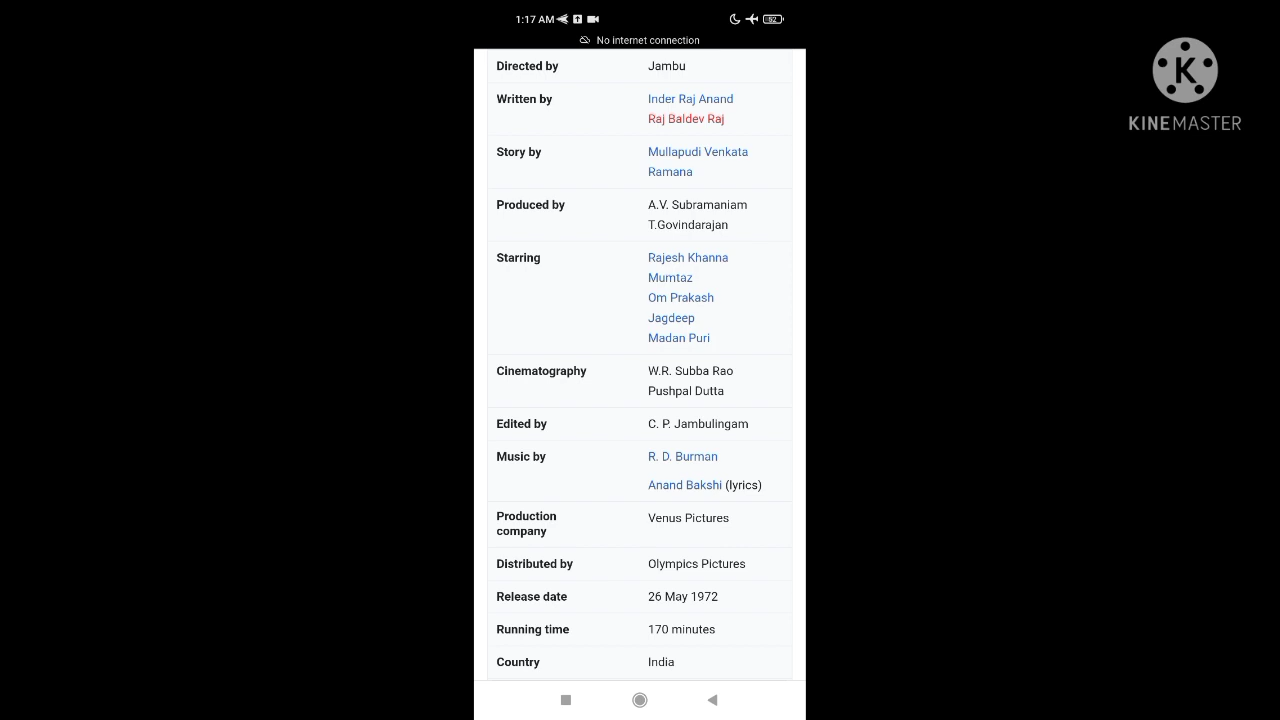 1:17 AM
52
No internet connection
K
KINEMASTER
Directed by Jambu
Written by Inder Raj Anand
Raj Baldev Raj
Story by Mullapudi Venkata
Ramana
Produced by A.V. Subramaniam
T.Govindarajan
Starring Rajesh Khanna
Mumtaz
Om Prakash
Jagdeep
Madan Puri
Cinematography W.R. Subba Rao
Pushpal Dutta
Edited by C. P. Jambulingam
Music by R. D. Burman
Anand Bakshi (lyrics)
Production
company Venus Pictures
Distributed by Olympics Pictures
Release date 26 May 1972
Running time 170 minutes
Country India